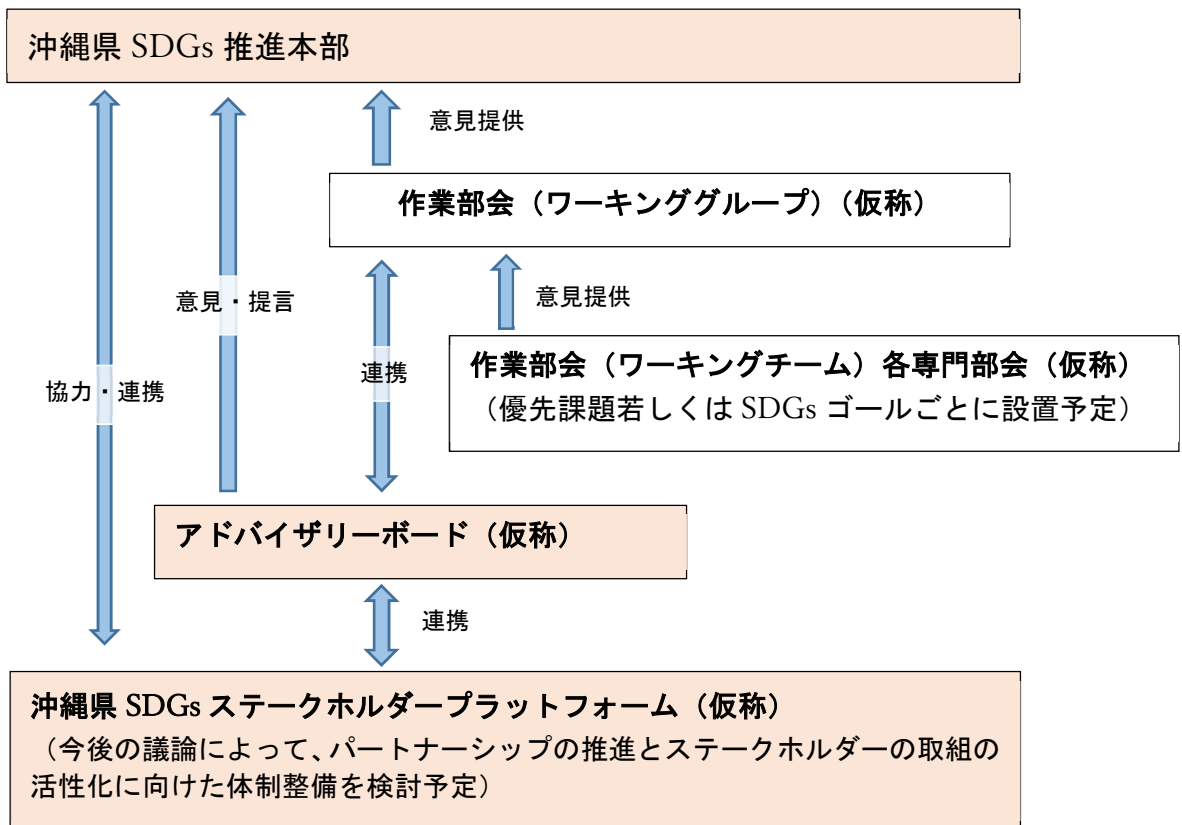 沖縄県 SDGs 推進本部
意見提供
作業部会（ワーキンググループ）（仮称）
意見・提言
意見提供
作業部会（ワーキングチーム）各専門部会（仮称）
（優先課題若しくは SDGs ゴールごとに設置予定）
連携
協力・連携
アドバイザリーボード（仮称）
連携
沖縄県 SDGs ステークホルダープラットフォーム（仮称）
（今後の議論によって、パートナーシップの推進とステークホルダーの取組の
活性化に向けた体制整備を検討予定）